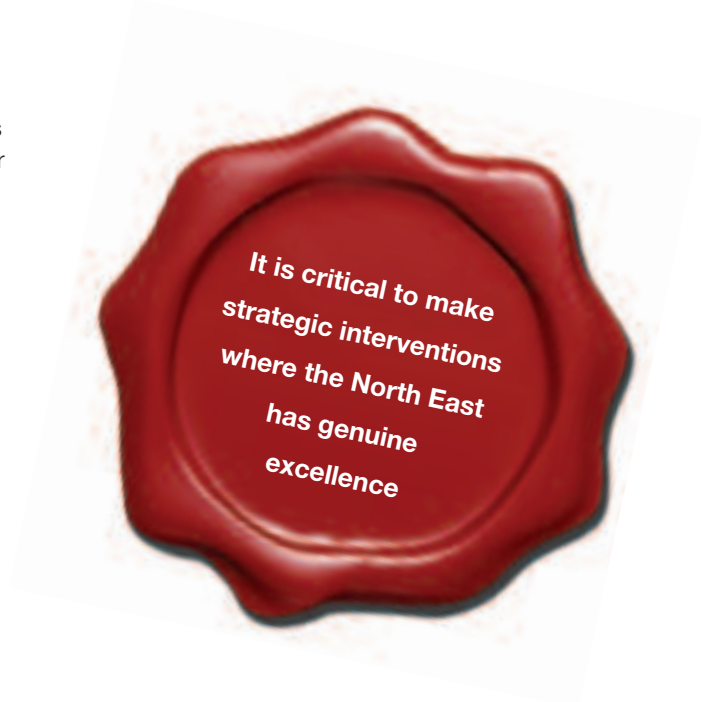 It is critical to make
strategic interventions
where the North East
has genuine
excellence